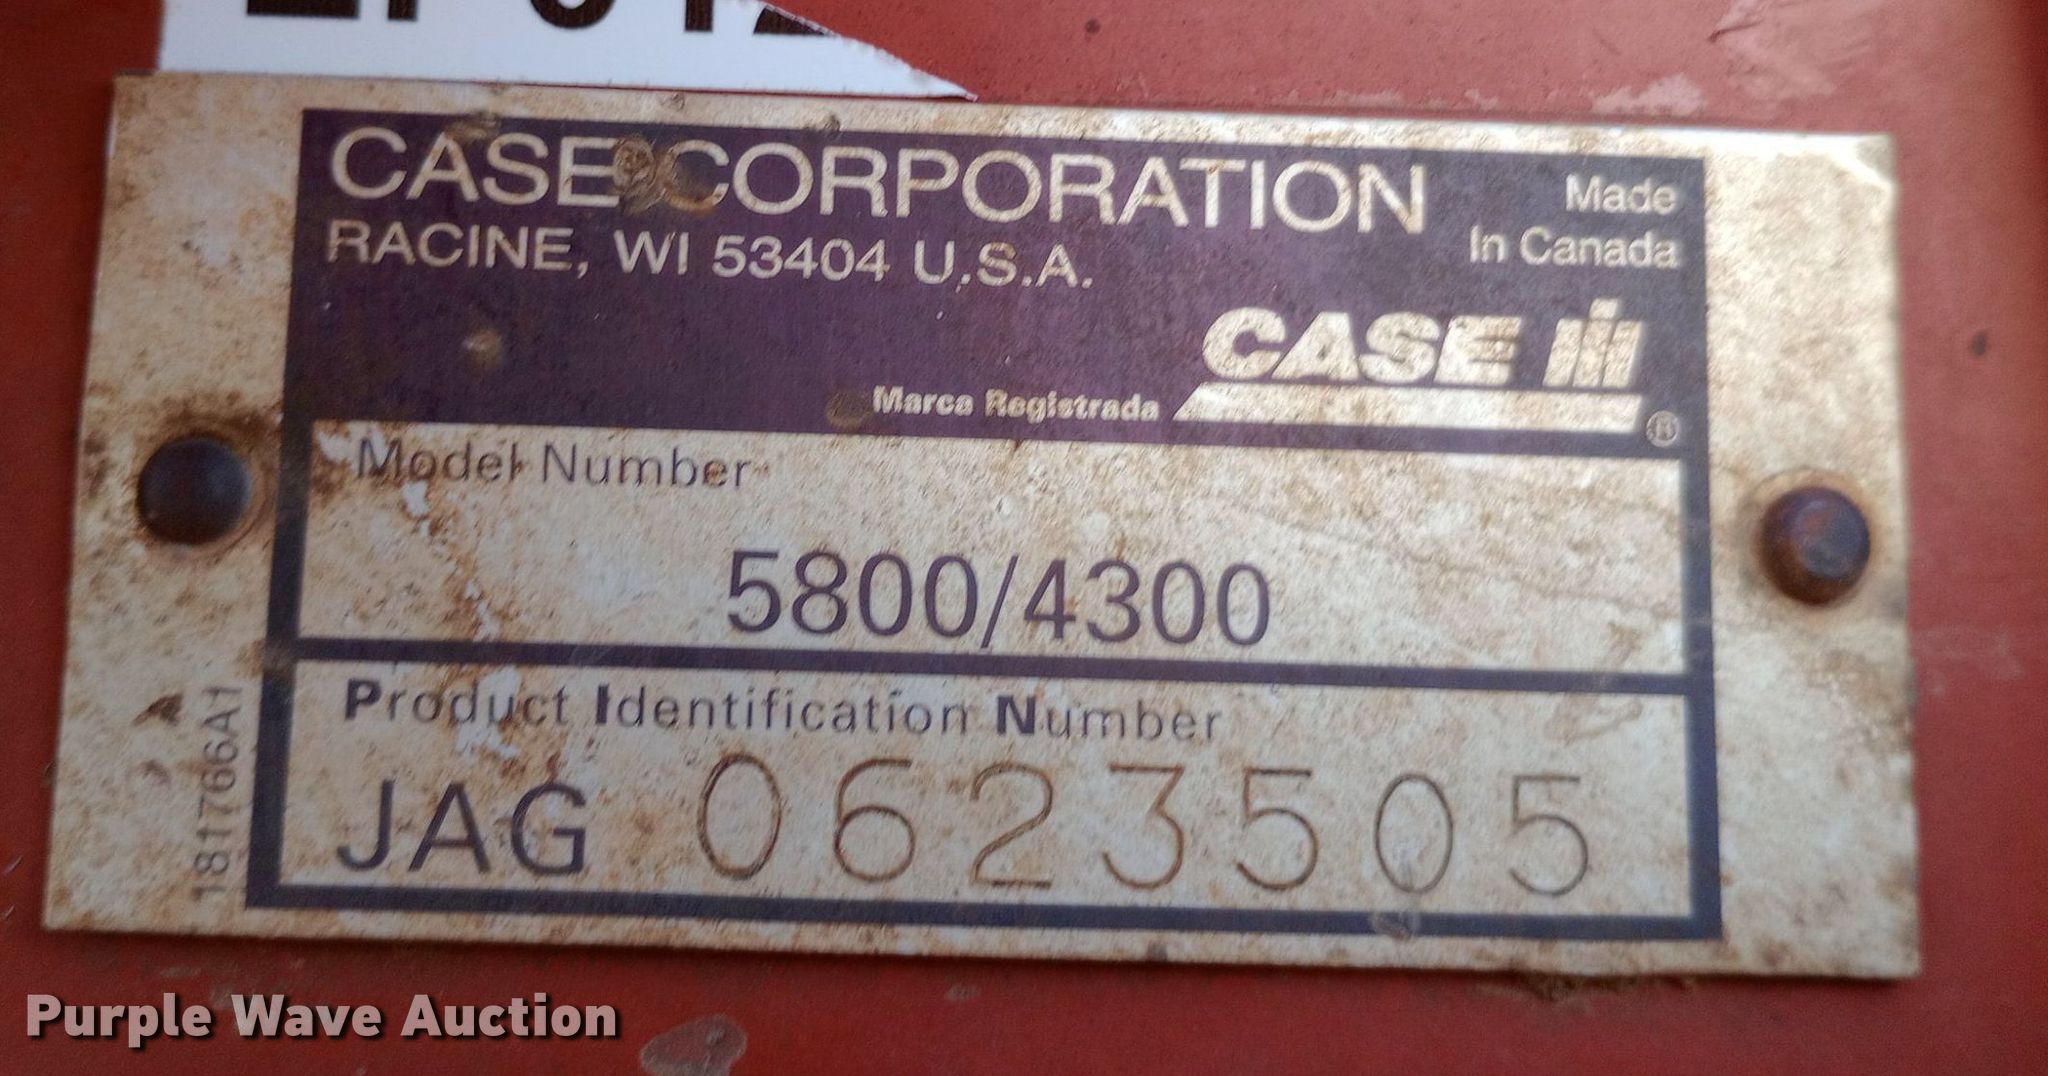 CASE CORPORATION
RACINE, WI 53404 U.S.A.
Made
In Canada
CASE IH
Marca Registrada
®
Model Number
5800/4300
Product Identification Number
JAG 0623505
181766A1
Purple Wave Auction